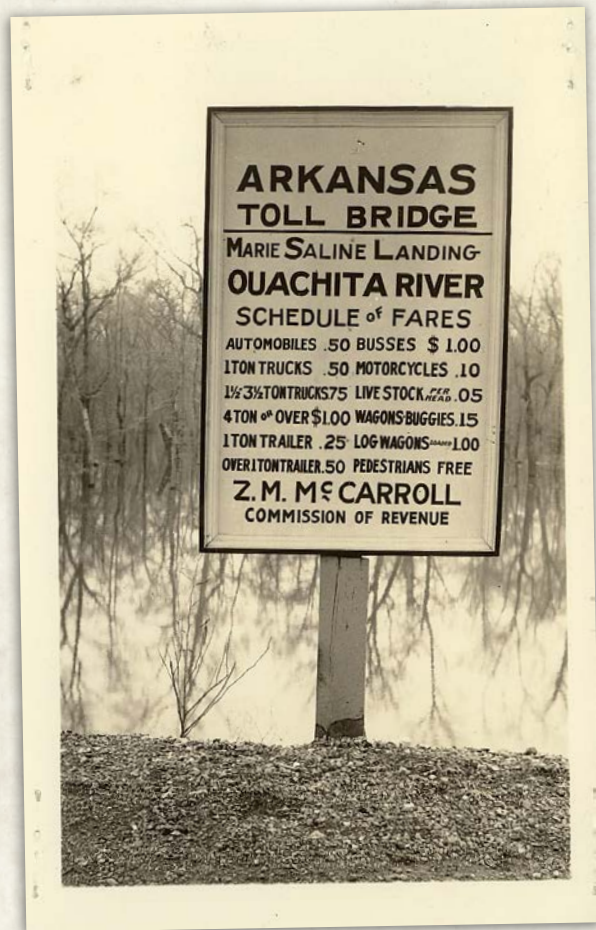 ARKANSAS
TOLL BRIDGE
MARIE SALINE LANDING
OUACHITA RIVER
SCHEDULE OF FARES
AUTOMOBILES .50 BUSSES $1.00
1 TON TRUCKS .50 MOTORCYCLES .10
1½-3½ TON TRUCKS 75 LIVE STOCK PER HEAD .05
4 TON OR OVER $1.00 WAGONS-BUGGIES .15
1 TON TRAILER .25 LOG WAGONS LOADED 1.00
OVER 1 TON TRAILER .50 PEDESTRIANS FREE
Z. M. McCARROLL
COMMISSION OF REVENUE